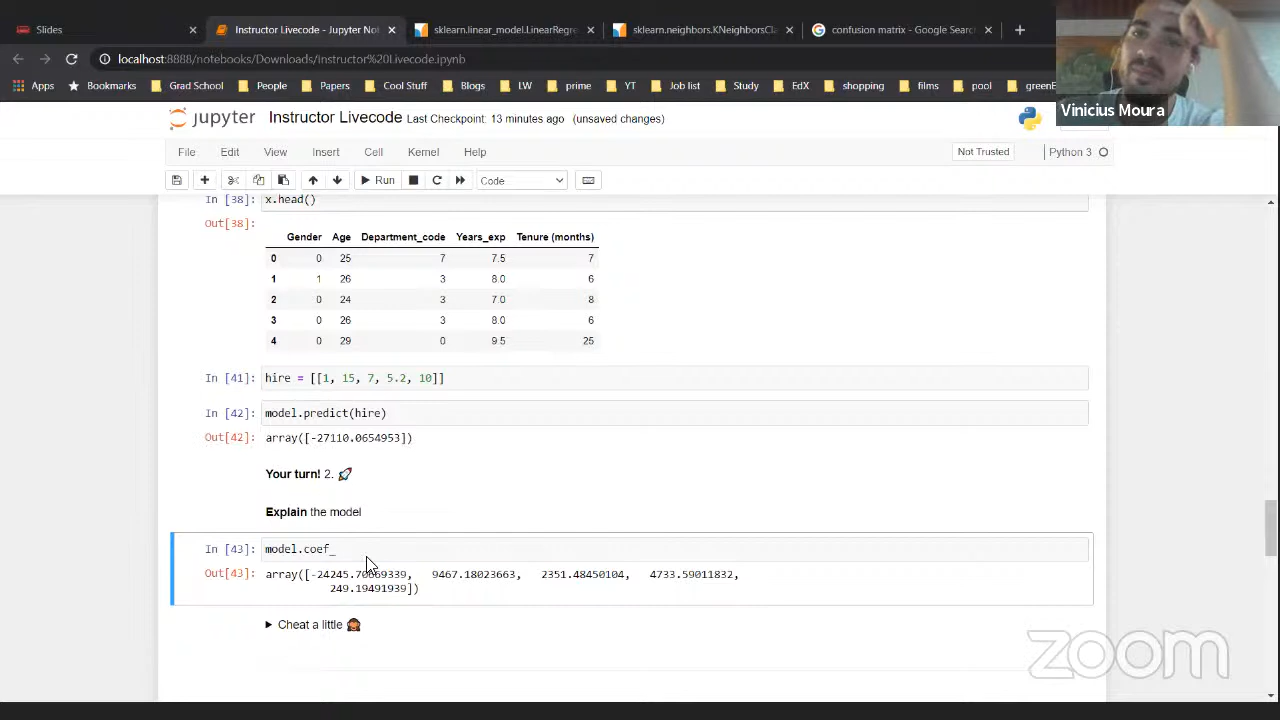 Slides
Instructor Livecode - Jupyter No
sklearn.linear_model.LinearRegre
sklearn.neighbors.KNeighborsCla
confusion matrix - Google Searc
localhost:8888/notebooks/Downloads/Instructor%20Livecode.ipynb
Apps Bookmarks Grad School People Papers Cool Stuff Blogs LW prime YT Job list Study EdX shopping films pool greenE
Vinicius Moura
jupyter Instructor Livecode Last Checkpoint: 13 minutes ago (unsaved changes)
File Edit View Insert Cell Kernel Help Not Trusted Python 3
Run Code
In [38]: x.head()
Out[38]:
Gender Age Department_code Years_exp Tenure (months)
0 0 25 7 7.5 7
1 1 26 3 8.0 6
2 0 24 3 7.0 8
3 0 26 3 8.0 6
4 0 29 0 9.5 25
In [41]: hire = [[1, 15, 7, 5.2, 10]]
In [42]: model.predict(hire)
Out[42]: array([-27110.0654953])
Your turn! 2. 🚀
Explain the model
In [43]: model.coef_
Out[43]: array([-24245.70669339, 9467.18023663, 2351.48450104, 4733.59011832,
249.19491939])
Cheat a little 🙈
zoom